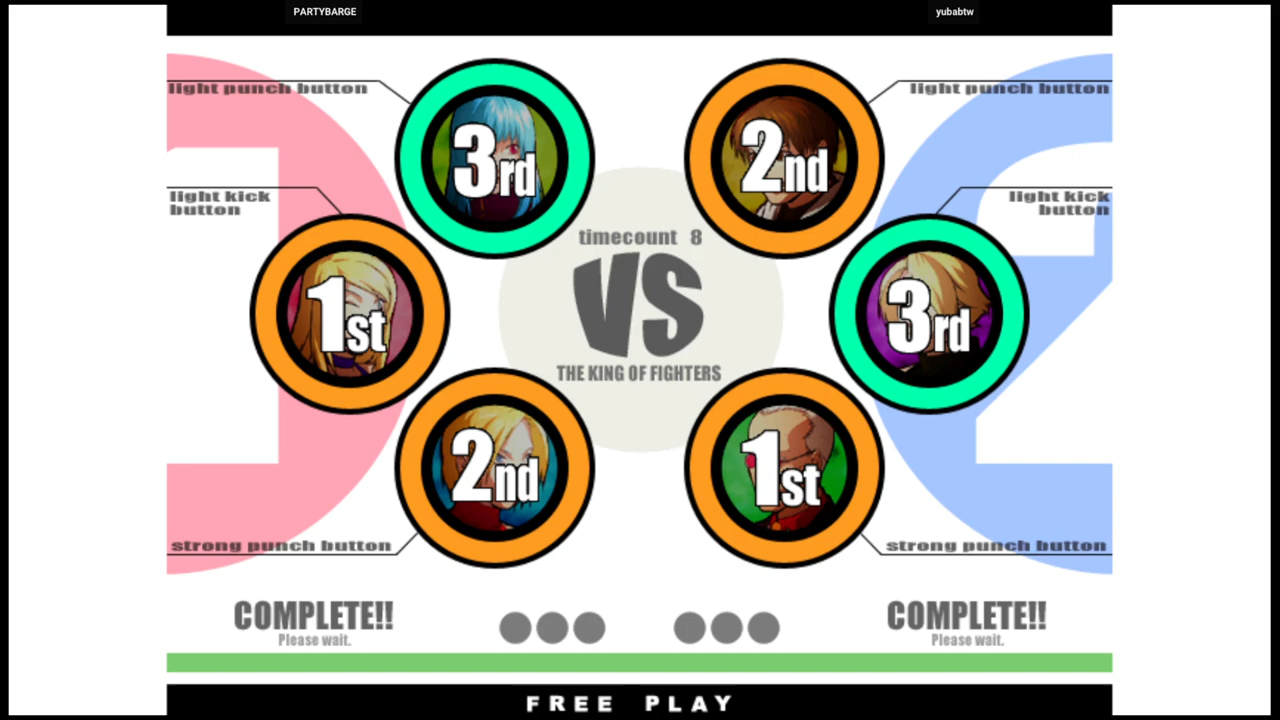 PARTYBARGE
yubabtw
light punch button
3rd
2nd
light punch button
light kick
button
light kick
button
timecount 8
1st
VS
3rd
THE KING OF FIGHTERS
2nd
1st
strong punch button
strong punch button
COMPLETE!!
Please wait.
COMPLETE!!
Please wait.
FREE PLAY
1
2